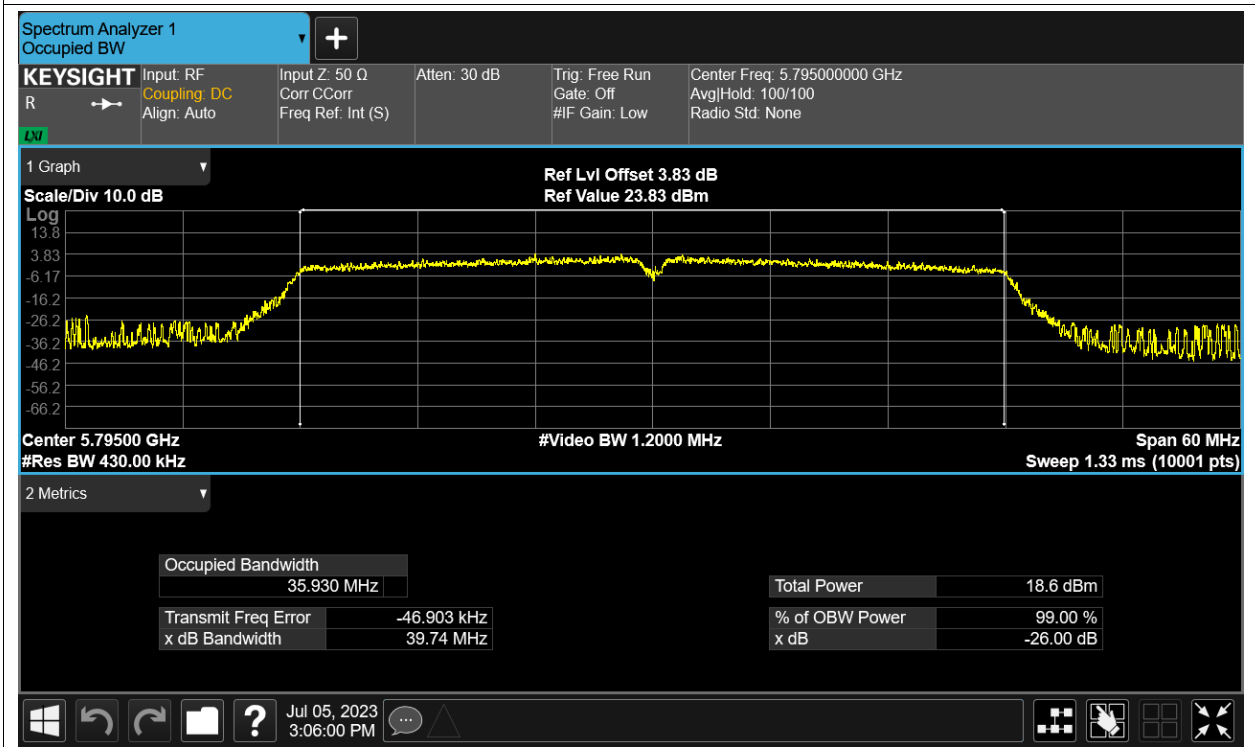 Spectrum Analyzer 1
Occupied BW
KEYSIGHT
R
LXI
Input: RF
Coupling: DC
Align: Auto
Input Z: 50 Ω
Corr CCorr
Freq Ref: Int (S)
Atten: 30 dB
Trig: Free Run
Gate: Off
#IF Gain: Low
Center Freq: 5.795000000 GHz
Avg|Hold: 100/100
Radio Std: None
1 Graph
Scale/Div 10.0 dB
Ref Lvl Offset 3.83 dB
Ref Value 23.83 dBm
Log
13.8
3.83
-6.17
-16.2
-26.2
-36.2
-46.2
-56.2
-66.2
Center 5.79500 GHz
#Res BW 430.00 kHz
#Video BW 1.2000 MHz
Span 60 MHz
Sweep 1.33 ms (10001 pts)
2 Metrics
Occupied Bandwidth
35.930 MHz
Transmit Freq Error -46.903 kHz
x dB Bandwidth 39.74 MHz
Total Power 18.6 dBm
% of OBW Power 99.00 %
x dB -26.00 dB
?
Jul 05, 2023
3:06:00 PM